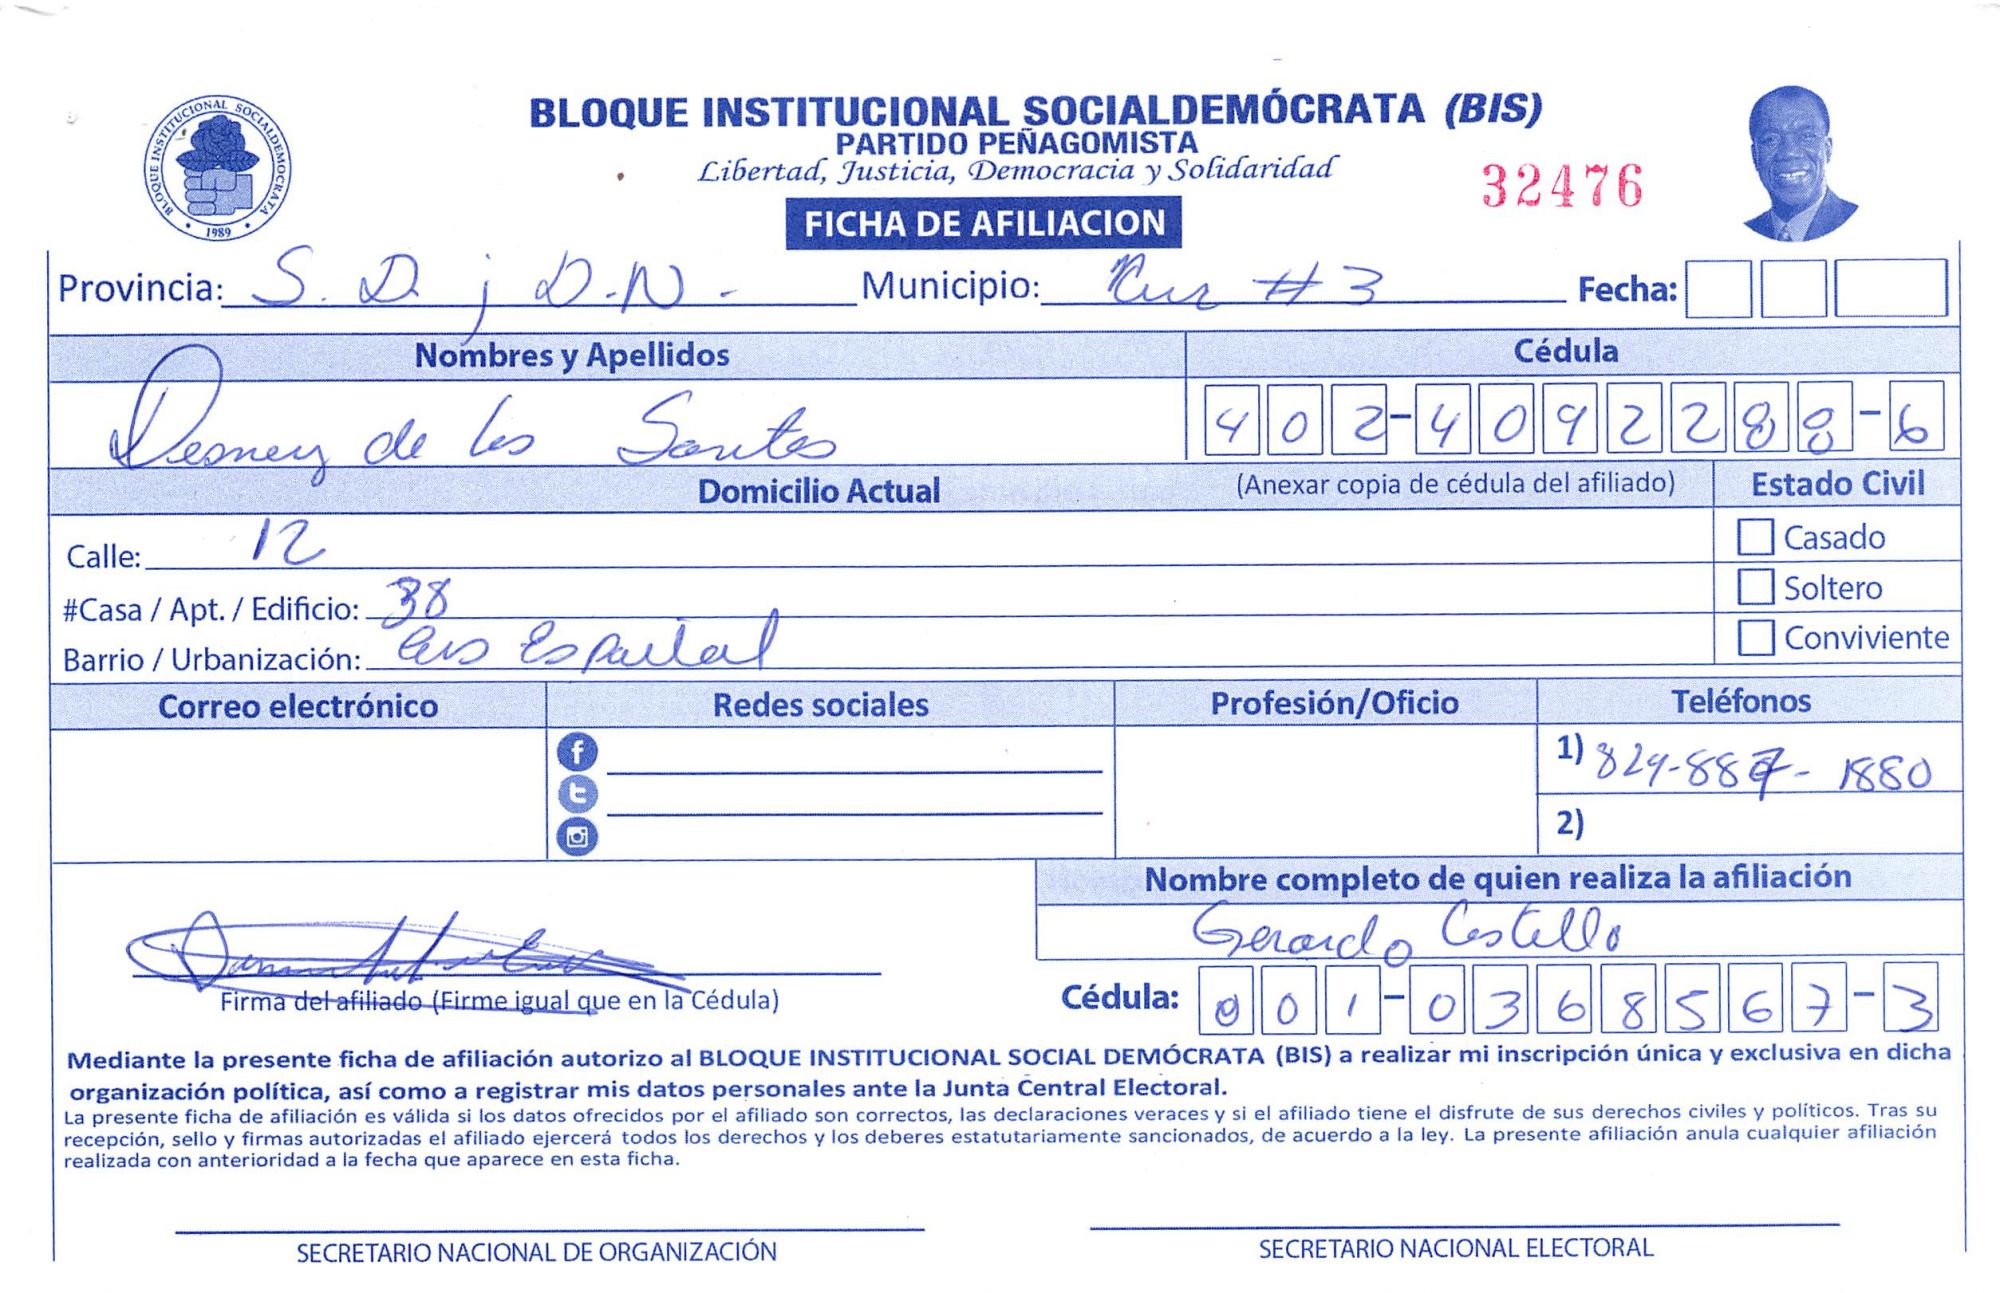 BLOQUE INSTITUCIONAL SOCIALDEMÓCRATA (BIS)
PARTIDO PEÑAGOMISTA
Libertad, Justicia, Democracia y Solidaridad
32476
BLOQUE INSTITUCIONAL SOCIALDEMOCRATA
1989
FICHA DE AFILIACION
Provincia: S. D. j D.N. Municipio: # 3 Fecha:
Nombres y Apellidos Cédula
de los Santos 402-4092288-6
Domicilio Actual (Anexar copia de cédula del afiliado) Estado Civil
Calle: 12 Casado
#Casa / Apt. / Edificio: 38 Soltero
Barrio / Urbanización: Conviviente
Correo electrónico Redes sociales Profesión/Oficio Teléfonos
1) 829-887-1880
2)
Nombre completo de quien realiza la afiliación
Gerardo Castillo
Firma del afiliado (Firme igual que en la Cédula) Cédula: 001-0368567-3
Mediante la presente ficha de afiliación autorizo al BLOQUE INSTITUCIONAL SOCIAL DEMÓCRATA (BIS) a realizar mi inscripción única y exclusiva en dicha
organización política, así como a registrar mis datos personales ante la Junta Central Electoral.
La presente ficha de afiliación es válida si los datos ofrecidos por el afiliado son correctos, las declaraciones veraces y si el afiliado tiene el disfrute de sus derechos civiles y políticos. Tras su
recepción, sello y firmas autorizadas el afiliado ejercerá todos los derechos y los deberes estatutariamente sancionados, de acuerdo a la ley. La presente afiliación anula cualquier afiliación
realizada con anterioridad a la fecha que aparece en esta ficha.
SECRETARIO NACIONAL DE ORGANIZACIÓN SECRETARIO NACIONAL ELECTORAL